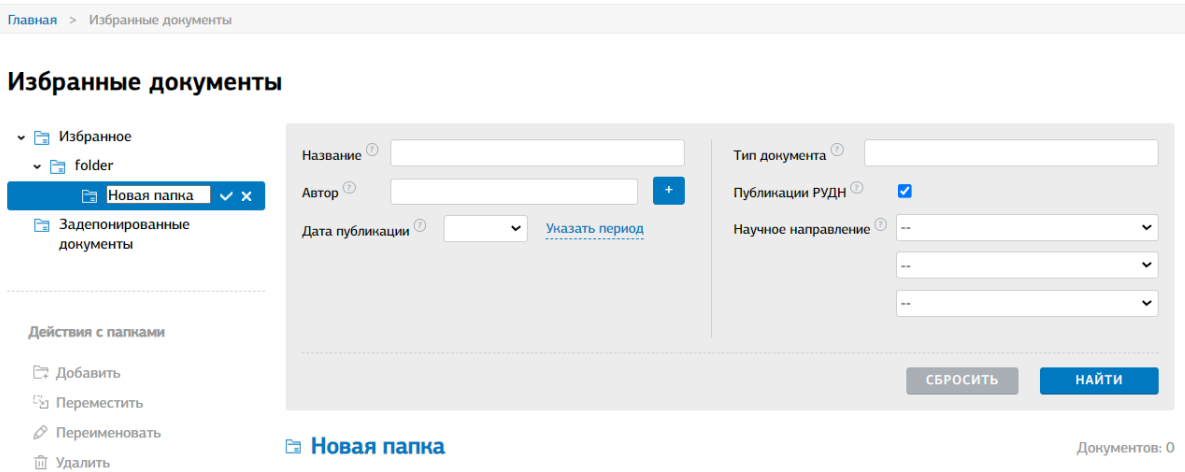 Главная > Избранные документы
Избранные документы
Избранное
folder
Новая папка
Задепонированные
документы
Действия с папками
Добавить
Переместить
Переименовать
Удалить
Название ?
Автор ?
+
Дата публикации ?
Указать период
Тип документа ?
Публикации РУДН ?
Научное направление ?
--
--
--
СБРОСИТЬ
НАЙТИ
Новая папка
Документов: 0